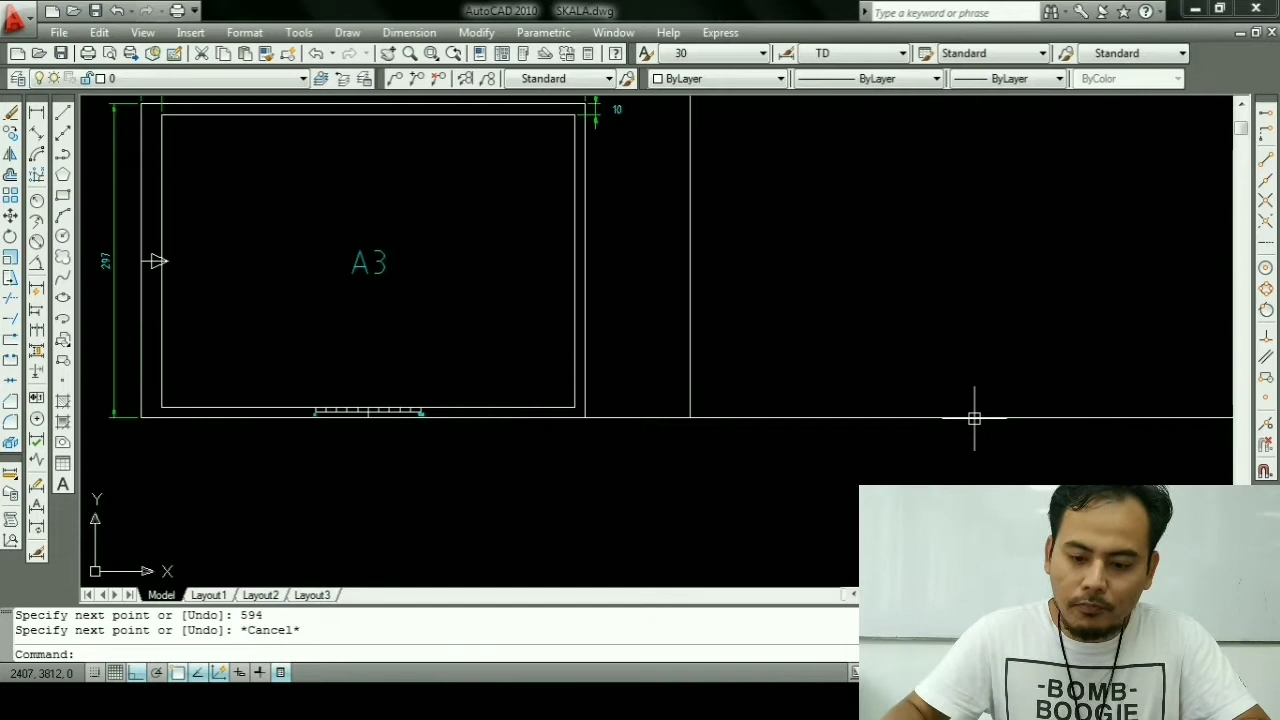 AutoCAD 2010 SKALA.dwg
Type a keyword or phrase
File Edit View Insert Format Tools Draw Dimension Modify Parametric Window Help Express
30 TD Standard Standard
0 Standard ByLayer ByLayer ByLayer ByColor
10
297
A3
Y
X
Model Layout1 Layout2 Layout3
Specify next point or [Undo]: 594
Specify next point or [Undo]: *Cancel*
Command:
2407, 3812, 0
-BOMB-
BOOGIE